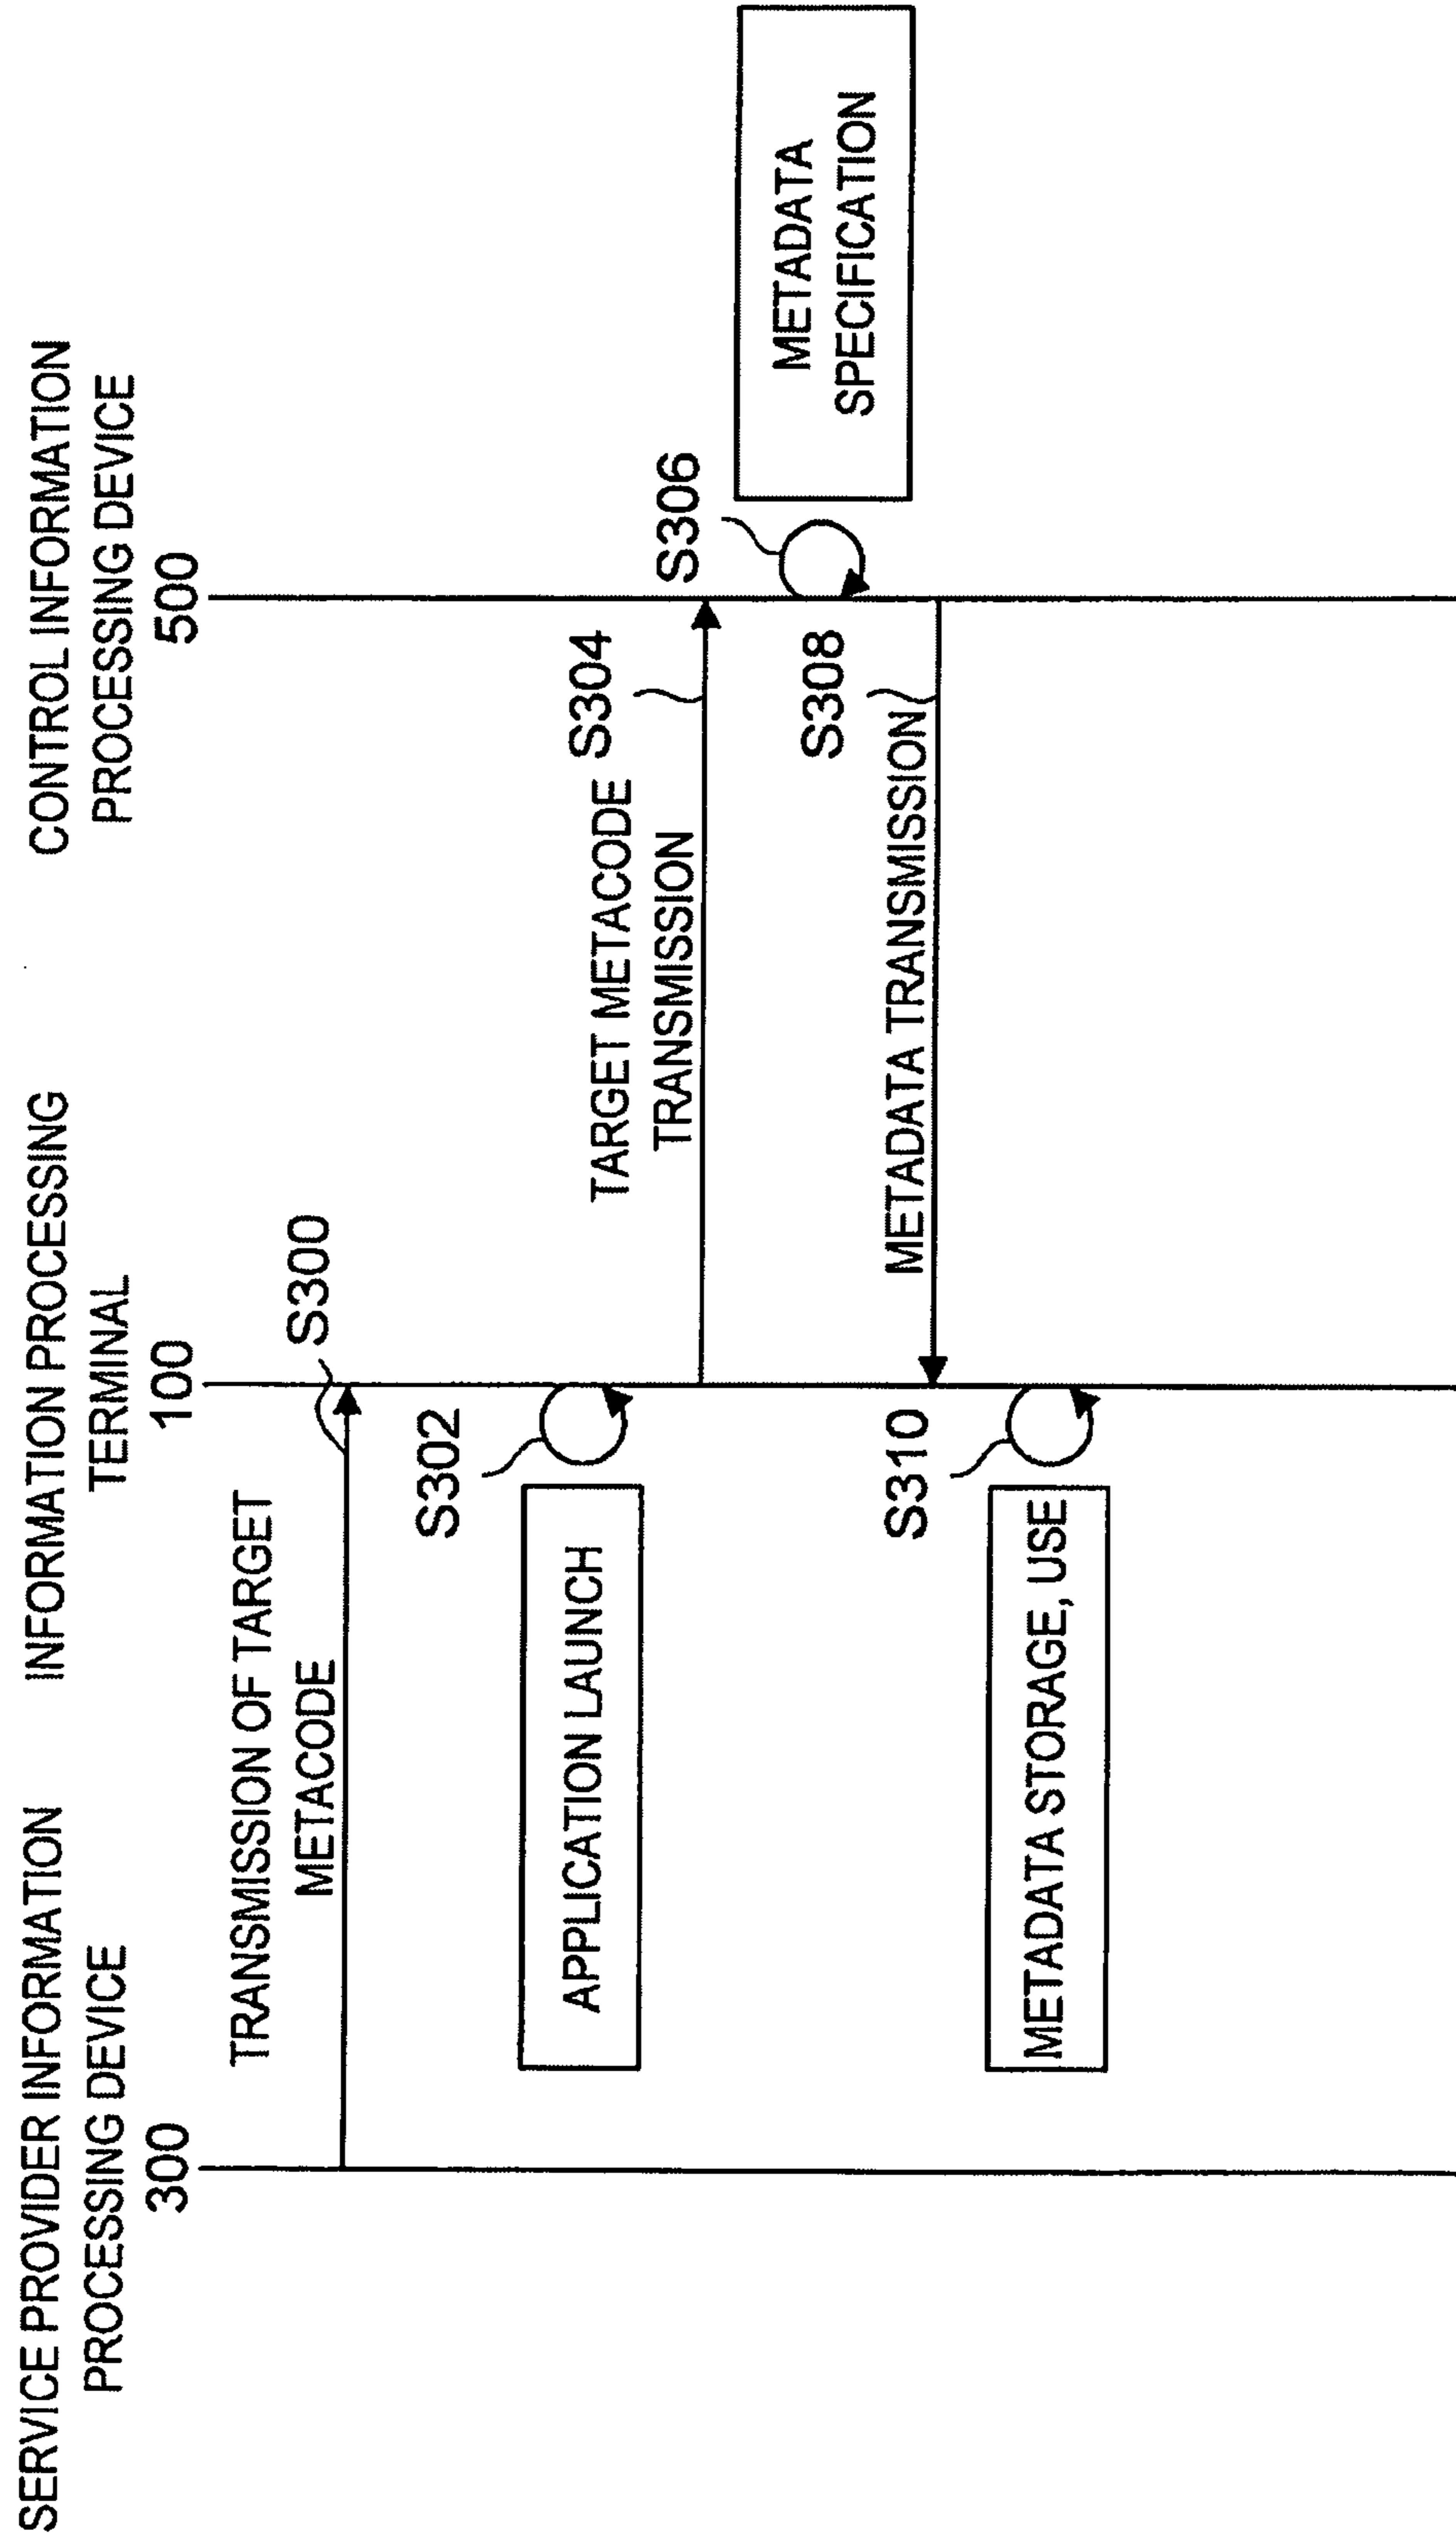 SERVICE PROVIDER INFORMATION
PROCESSING DEVICE
300
INFORMATION PROCESSING
TERMINAL
100
CONTROL INFORMATION
PROCESSING DEVICE
500
TRANSMISSION OF TARGET
METACODE
S300
S302
APPLICATION LAUNCH
TARGET METACODE
TRANSMISSION
S304
S306
METADATA
SPECIFICATION
S308
METADATA TRANSMISSION
S310
METADATA STORAGE, USE